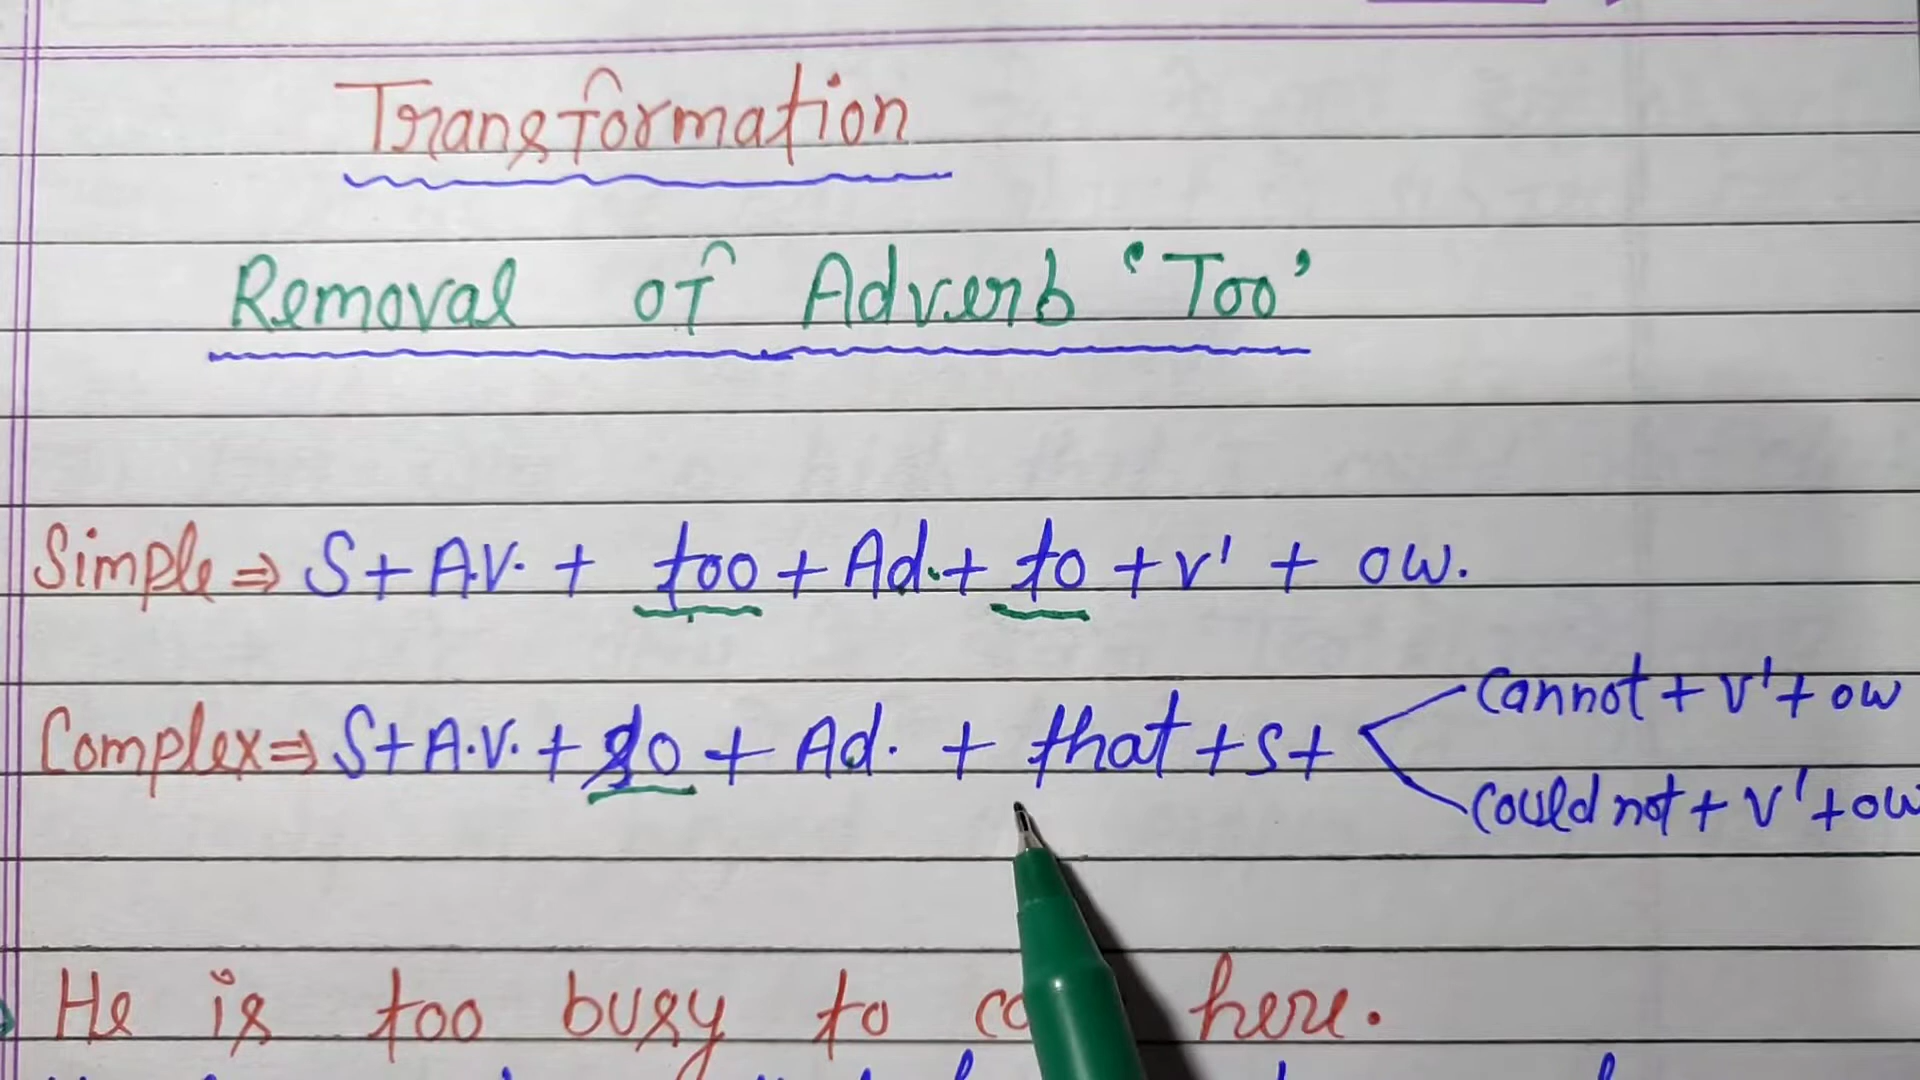 Transformation
Removal of Adverb 'Too'
Simple ⇒ S + A.V. + too + Ad. + to + v' + ow.
Complex ⇒ S + A.V. + so + Ad. + that + S +
cannot + v' + ow
could not + v' + ow
He is too busy to here.